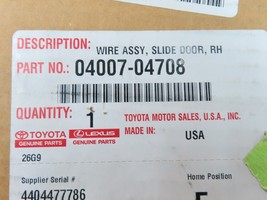 DESCRIPTION: WIRE ASSY, SLIDE DOOR, RH
PART NO.: 04007-04708
QUANTITY: 1 TOYOTA MOTOR SALES, U.S.A., INC.
TOYOTA GENUINE PARTS LEXUS GENUINE PARTS MADE IN: USA
26G9
Supplier Serial # Home Position
4404477786